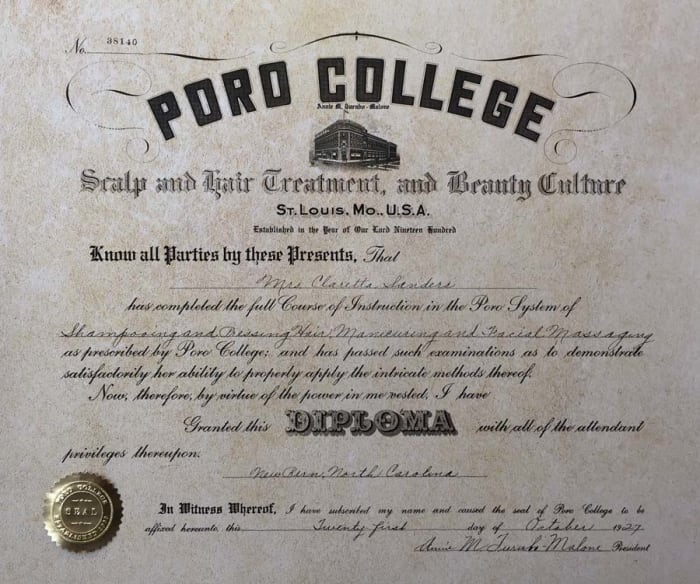 No. 38140
PORO COLLEGE
Annie M. Turnbo-Malone
Scalp and Hair Treatment, and Beauty Culture
ST. LOUIS, MO., U.S.A.
Established in the Year of Our Lord Nineteen Hundred
Know all Parties by these Presents, That
Mrs Claretta Sanders
has completed the full Course of Instruction in the Poro System of
Shampooing and Dressing Hair, Manicuring and Facial Massaging
as prescribed by Poro College; and has passed such examinations as to demonstrate
satisfactorily her ability to properly apply the intricate methods thereof.
Now, therefore, by virtue of the power in me vested, I have
Granted this DIPLOMA with all of the attendant
privileges thereupon.
New Bern, North Carolina
In Witness Whereof, I have subscribed my name and caused the seal of Poro College to be
affixed hereunto, this Twenty first day of October 1927
Annie M. Turnbo-Malone President
PORO COLLEGE
SEAL
ESTABLISHED